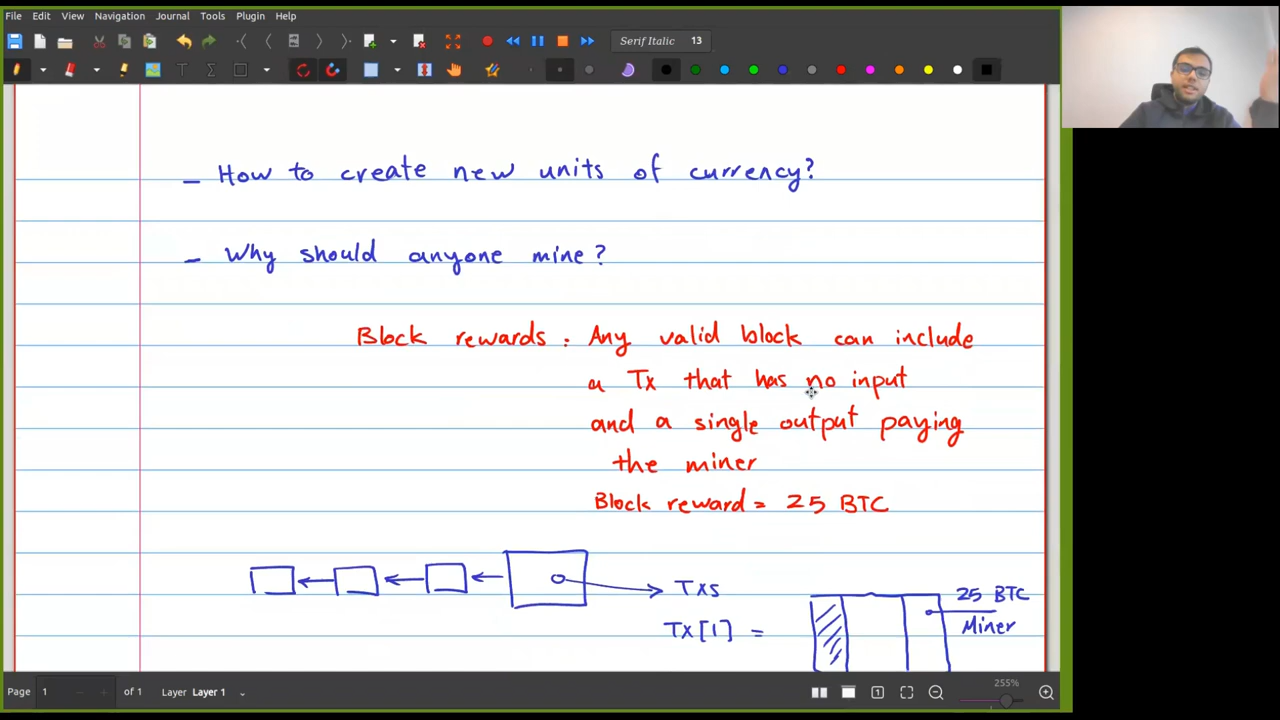 File Edit View Navigation Journal Tools Plugin Help
Serif Italic 13
- How to create new units of currency?
- Why should anyone mine?
Block rewards: Any valid block can include
a Tx that has no input
and a single output paying
the miner
Block reward = 25 BTC
TXs
25 BTC
TX[1] =
Miner
Page 1 of 1 Layer Layer 1
255%